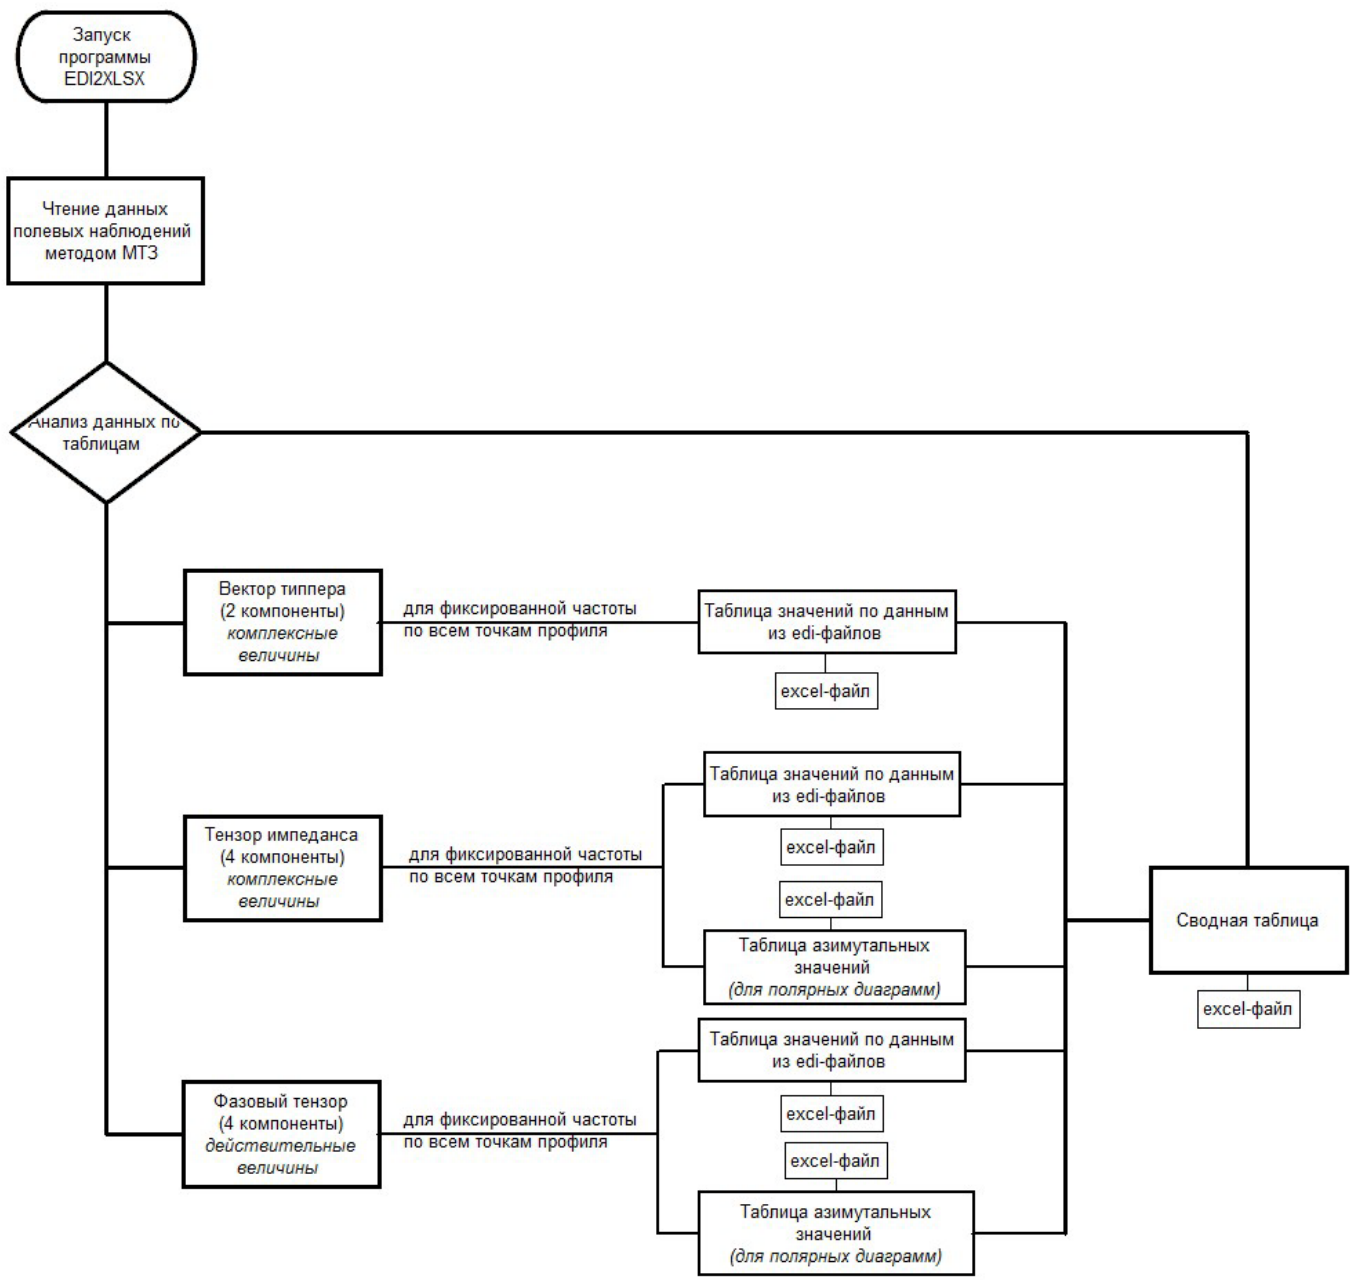 Запуск
программы
EDI2XLSX
Чтение данных
полевых наблюдений
методом МТЗ
Анализ данных по
таблицам
Вектор типпера
(2 компоненты)
комплексные
величины
для фиксированной частоты
по всем точкам профиля
Таблица значений по данным
из edi-файлов
excel-файл
Тензор импеданса
(4 компоненты)
комплексные
величины
для фиксированной частоты
по всем точкам профиля
Таблица значений по данным
из edi-файлов
excel-файл
excel-файл
Таблица азимутальных
значений
(для полярных диаграмм)
Сводная таблица
excel-файл
Фазовый тензор
(4 компоненты)
действительные
величины
для фиксированной частоты
по всем точкам профиля
Таблица значений по данным
из edi-файлов
excel-файл
excel-файл
Таблица азимутальных
значений
(для полярных диаграмм)